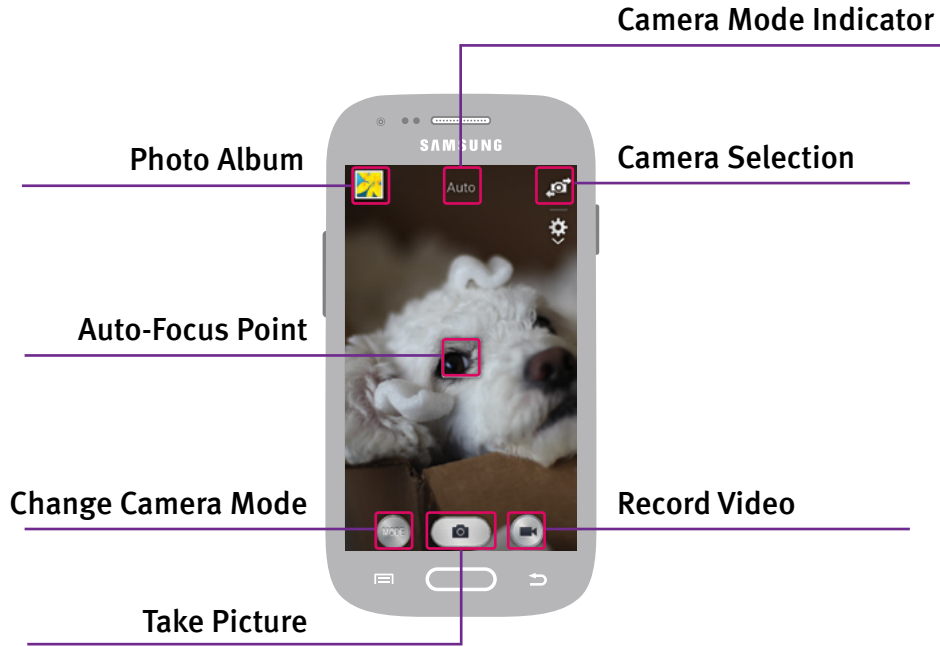 Camera Mode Indicator
SAMSUNG
Photo Album
Auto
Camera Selection
Auto-Focus Point
Change Camera Mode
MODE
Record Video
Take Picture